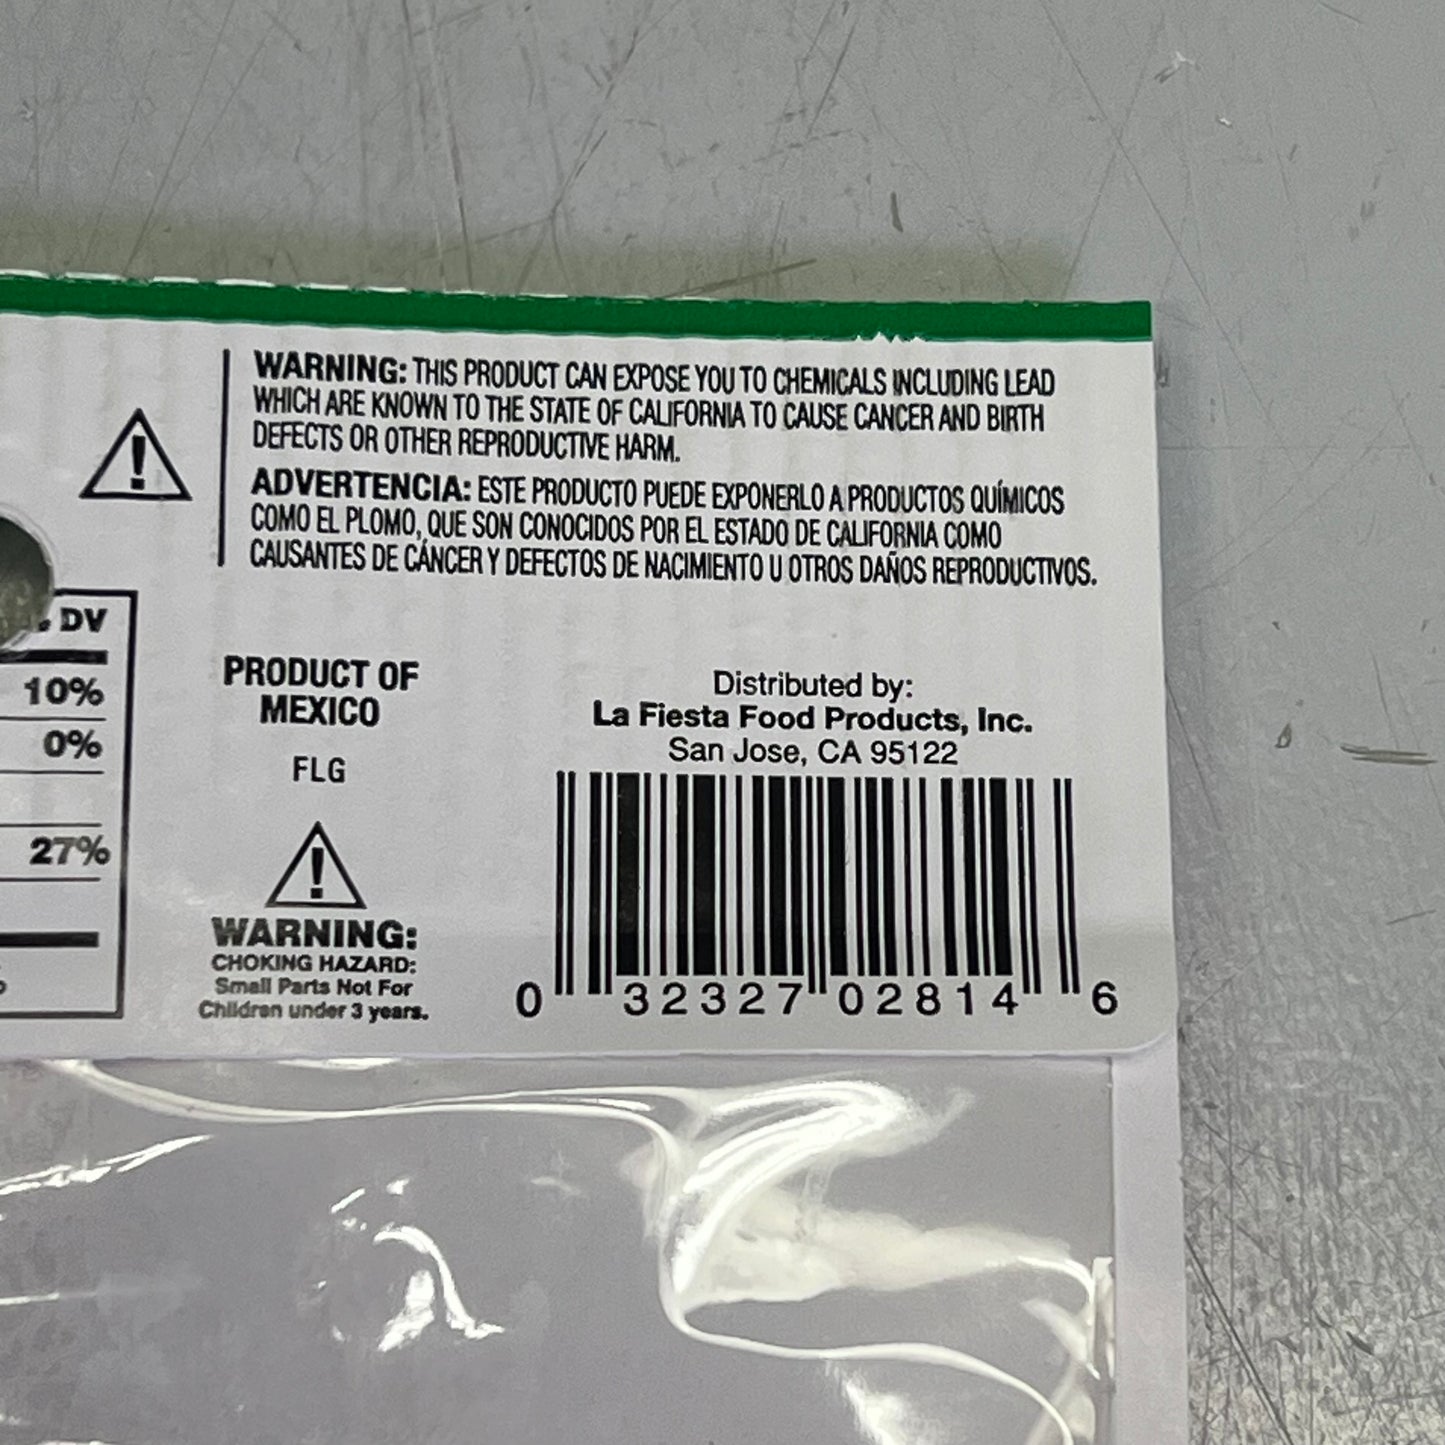 WARNING: THIS PRODUCT CAN EXPOSE YOU TO CHEMICALS INCLUDING LEAD
WHICH ARE KNOWN TO THE STATE OF CALIFORNIA TO CAUSE CANCER AND BIRTH
DEFECTS OR OTHER REPRODUCTIVE HARM.
ADVERTENCIA: ESTE PRODUCTO PUEDE EXPONERLO A PRODUCTOS QUÍMICOS
COMO EL PLOMO, QUE SON CONOCIDOS POR EL ESTADO DE CALIFORNIA COMO
CAUSANTES DE CÁNCER Y DEFECTOS DE NACIMIENTO U OTROS DAÑOS REPRODUCTIVOS.
. DV
10%
0%
27%
PRODUCT OF
MEXICO
FLG
WARNING:
CHOKING HAZARD:
Small Parts Not For
Children under 3 years.
Distributed by:
La Fiesta Food Products, Inc.
San Jose, CA 95122
0 32327 02814 6